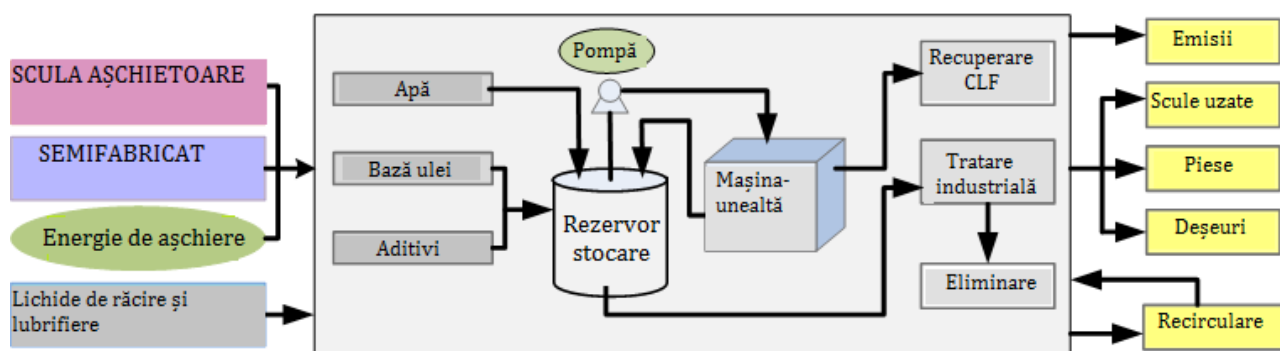 SCULA AȘCHIETOARE
SEMIFABRICAT
Energie de așchiere
Lichide de răcire și
lubrifiere
Apă
Bază ulei
Aditivi
Pompă
Rezervor
stocare
Mașina-
unealtă
Recuperare
CLF
Tratare
industrială
Eliminare
Emisii
Scule uzate
Piese
Deșeuri
Recirculare